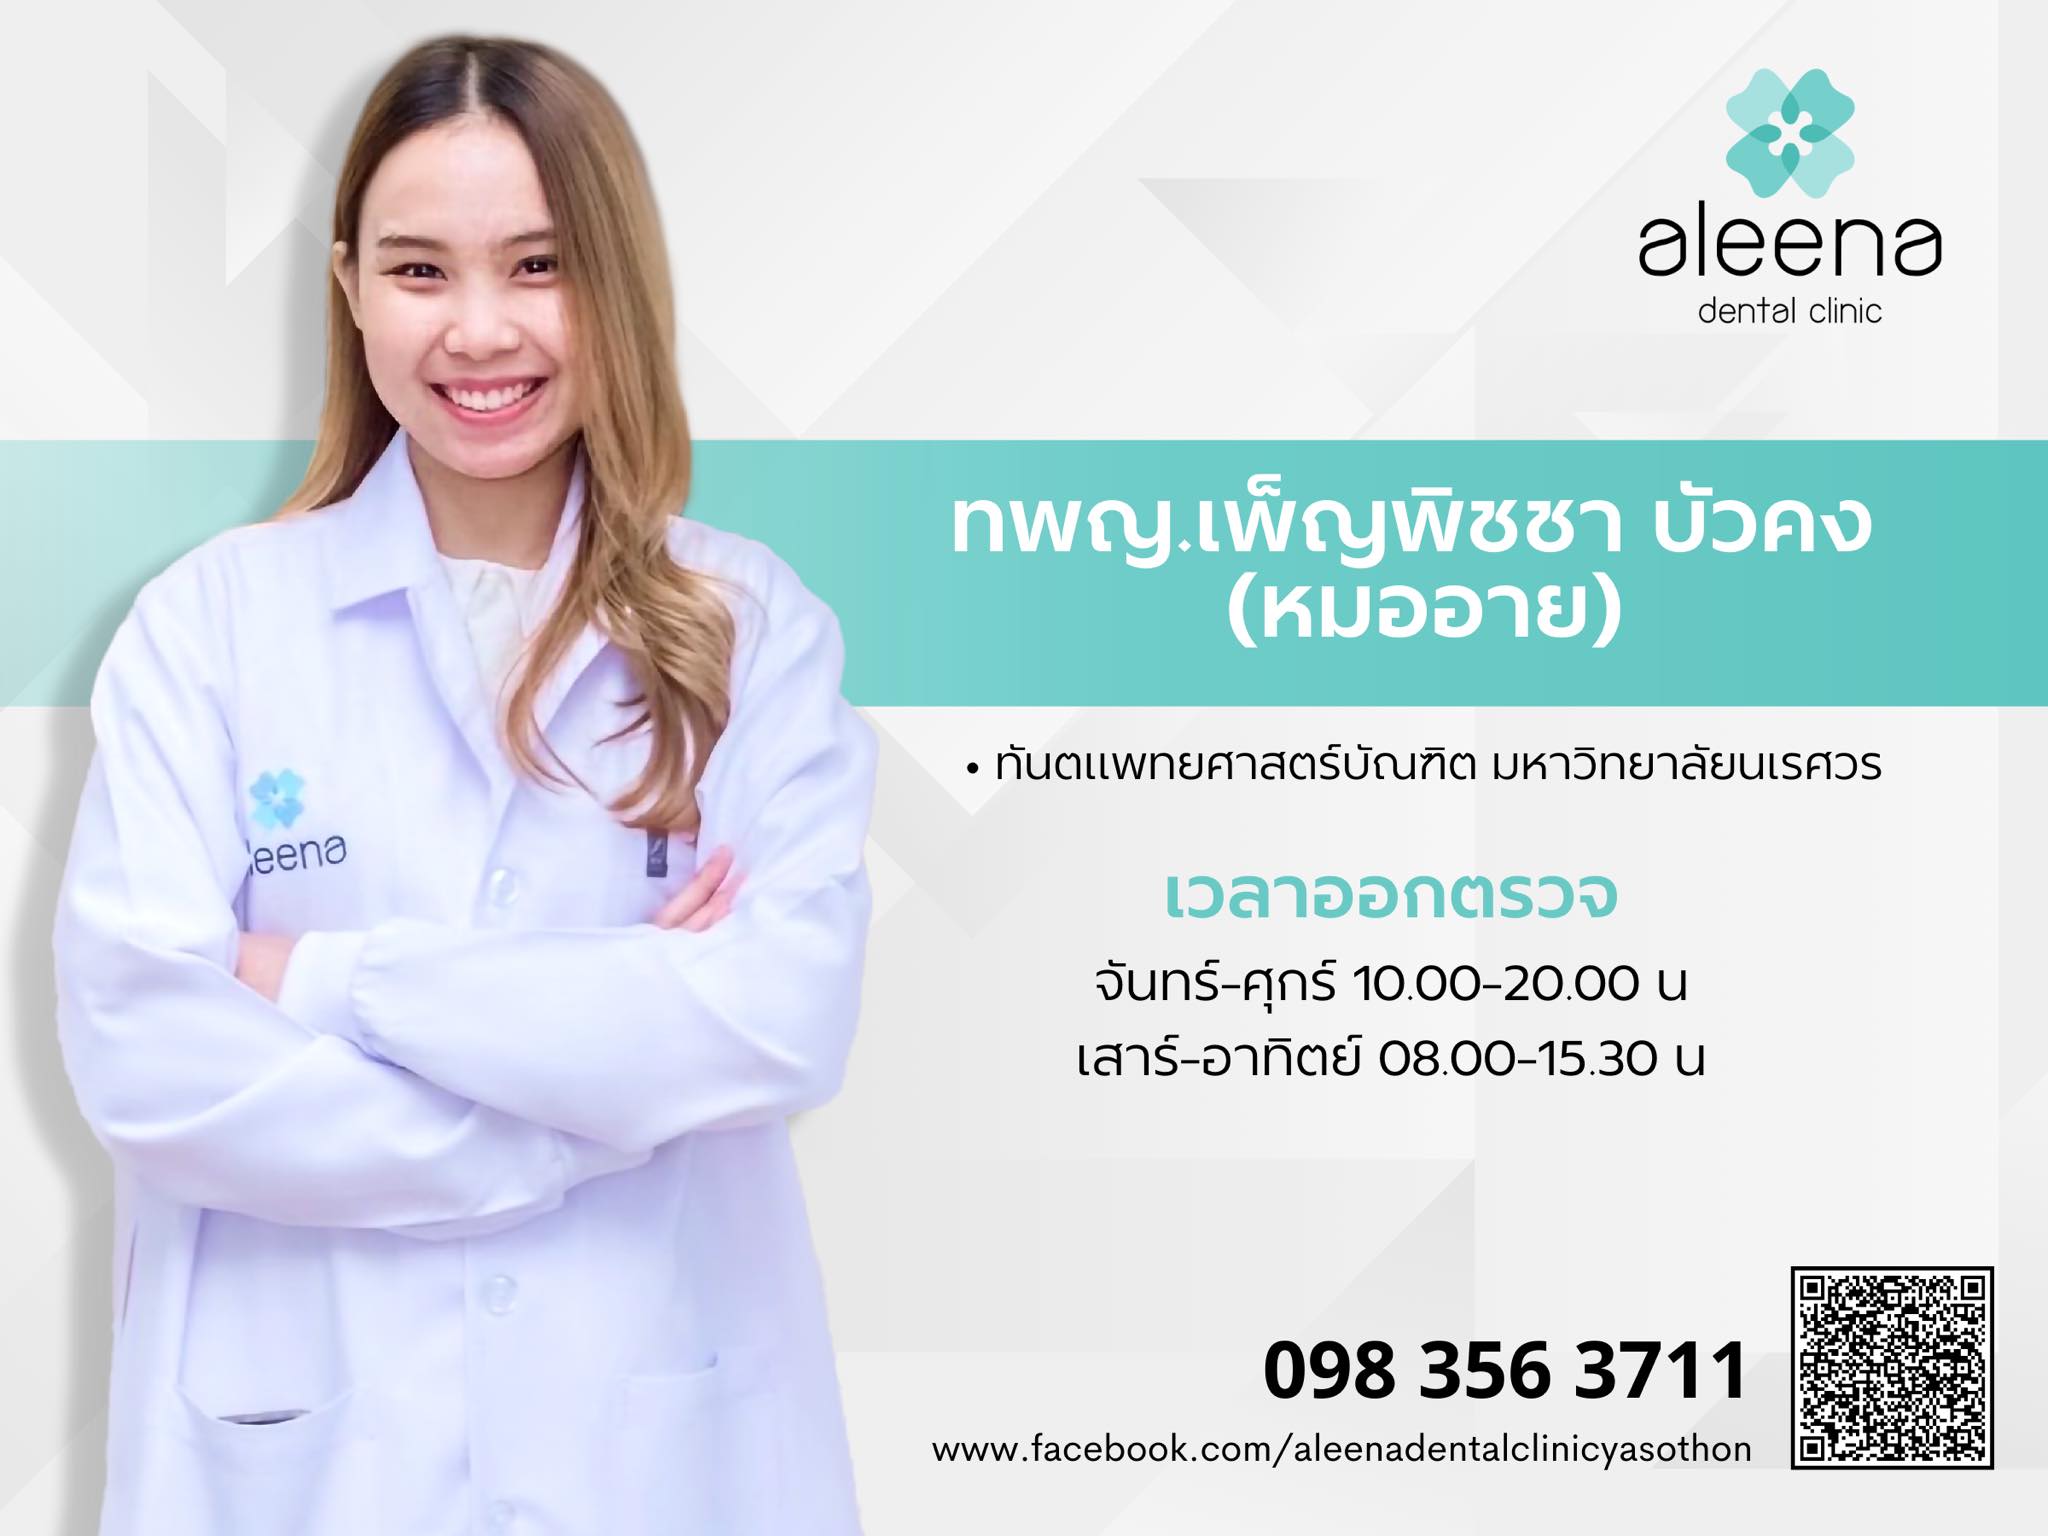 aleena
dental clinic
ทพญ.เพ็ญพิชชา บัวคง
(หมออาย)
• ทันตแพทยศาสตร์บัณฑิต มหาวิทยาลัยนเรศวร
leena
เวลาออกตรวจ
จันทร์-ศุกร์ 10.00-20.00 น
เสาร์-อาทิตย์ 08.00-15.30 น
098 356 3711
www.facebook.com/aleenadentalclinicyasothon